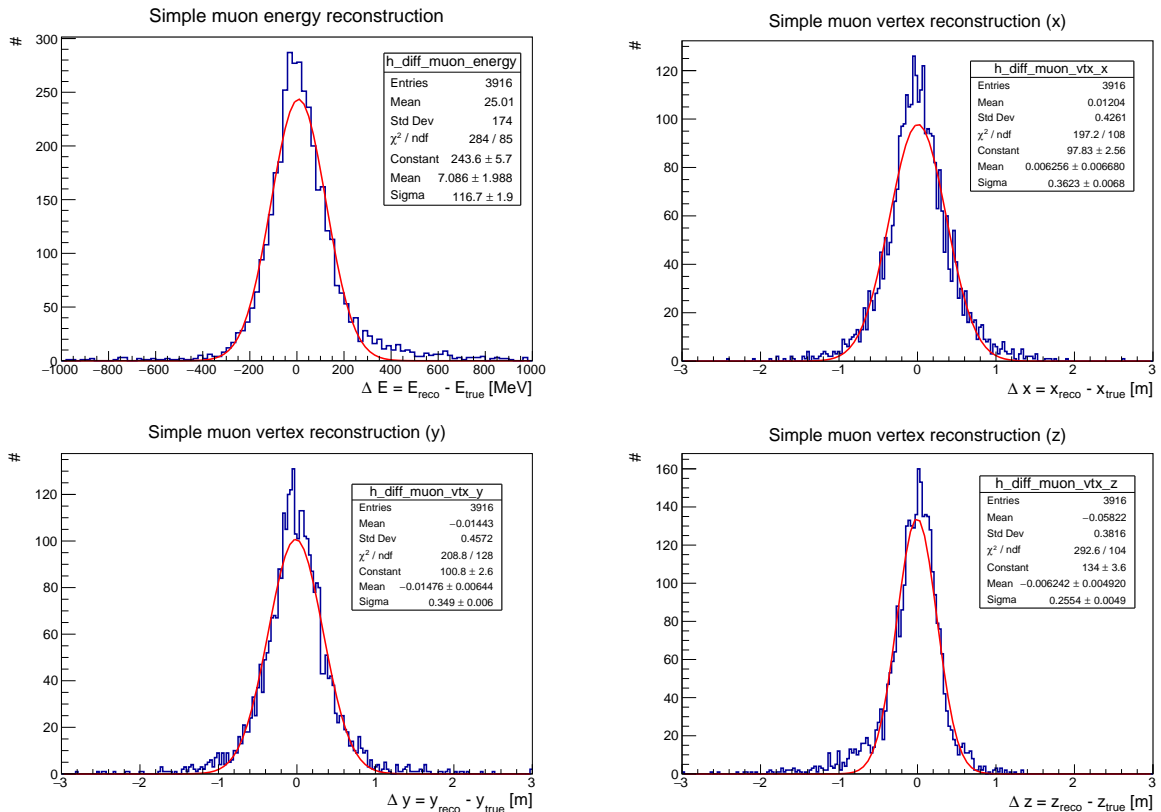 Simple muon energy reconstruction
#
300
250
200
150
100
50
0
h_diff_muon_energy
Entries 3916
Mean 25.01
Std Dev 174
χ² / ndf 284 / 85
Constant 243.6 ± 5.7
Mean 7.086 ± 1.988
Sigma 116.7 ± 1.9
−1000 −800 −600 −400 −200 0 200 400 600 800 1000
Δ E = E_reco - E_true [MeV]
Simple muon vertex reconstruction (x)
#
120
100
80
60
40
20
0
h_diff_muon_vtx_x
Entries 3916
Mean 0.01204
Std Dev 0.4261
χ² / ndf 197.2 / 108
Constant 97.83 ± 2.56
Mean 0.006256 ± 0.006680
Sigma 0.3623 ± 0.0068
−3 −2 −1 0 1 2 3
Δ x = x_reco - x_true [m]
Simple muon vertex reconstruction (y)
#
120
100
80
60
40
20
0
h_diff_muon_vtx_y
Entries 3916
Mean −0.01443
Std Dev 0.4572
χ² / ndf 208.8 / 128
Constant 100.8 ± 2.6
Mean −0.01476 ± 0.00644
Sigma 0.349 ± 0.006
−3 −2 −1 0 1 2 3
Δ y = y_reco - y_true [m]
Simple muon vertex reconstruction (z)
#
160
140
120
100
80
60
40
20
0
h_diff_muon_vtx_z
Entries 3916
Mean −0.05822
Std Dev 0.3816
χ² / ndf 292.6 / 104
Constant 134 ± 3.6
Mean −0.006242 ± 0.004920
Sigma 0.2554 ± 0.0049
−3 −2 −1 0 1 2 3
Δ z = z_reco - z_true [m]